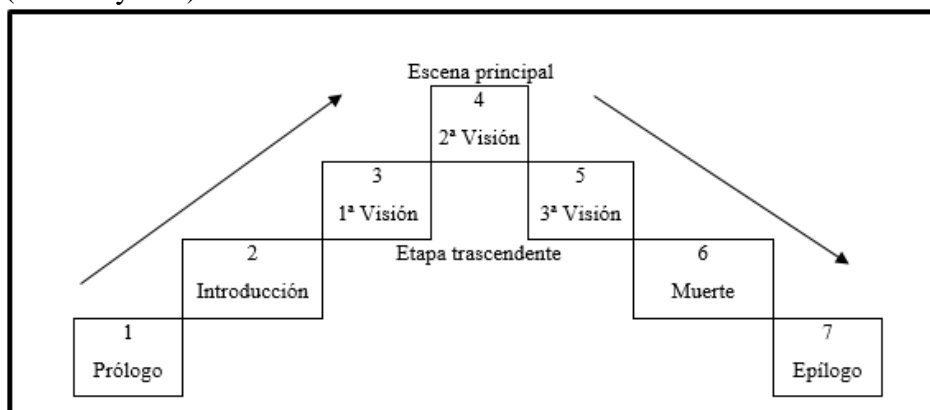 Escena principal
4
2ª Visión
3
1ª Visión
5
3ª Visión
Etapa trascendente
2
Introducción
6
Muerte
1
Prólogo
7
Epílogo